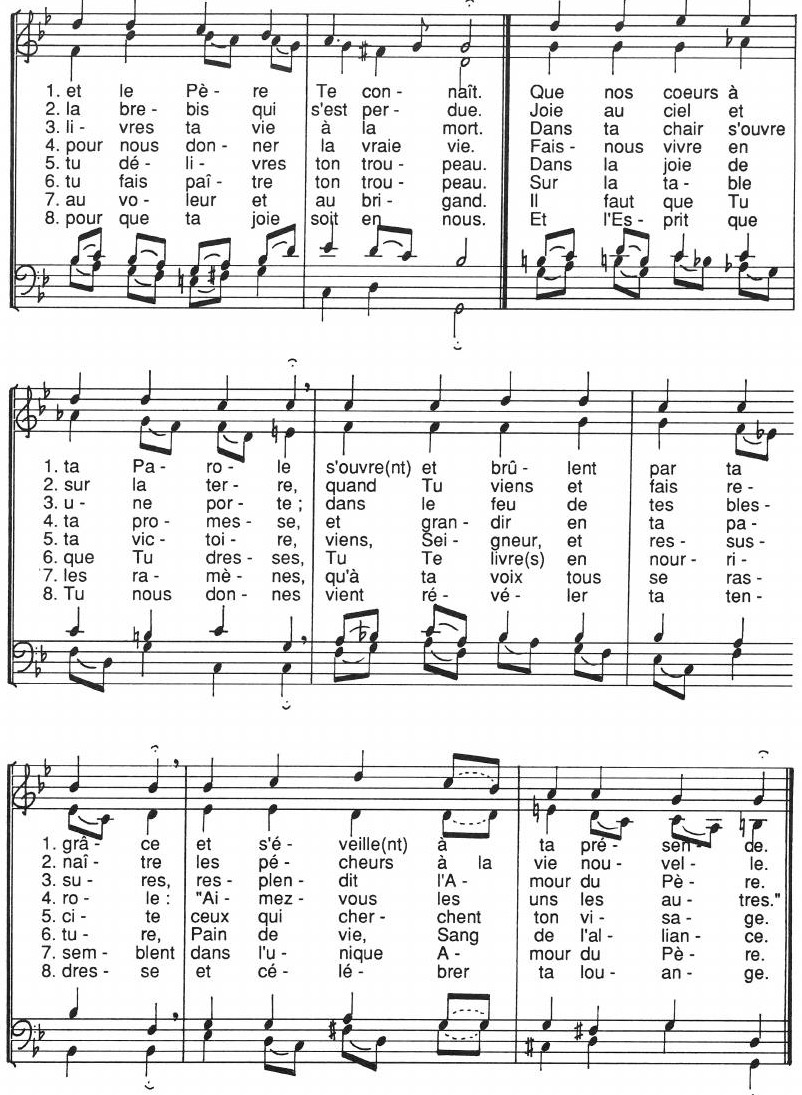 1. et le Pè - re Te con - naît. Que nos coeurs à
2. la bre - bis qui s'est per - due. Joie au ciel et
3. li - vres ta vie à la mort. Dans ta chair s'ouvre
4. pour nous don - ner la vraie vie. Fais - nous vivre en
5. tu dé - li - vres ton trou - peau. Dans la joie de
6. tu fais paî - tre ton trou - peau. Sur la ta - ble
7. au vo - leur et au bri - gand. Il faut que Tu
8. pour que ta joie soit en nous. Et l'Es - prit que
1. ta Pa - ro - le s'ouvre(nt) et brû - lent par ta
2. sur la ter - re, quand Tu viens et fais re -
3. u - ne por - te ; dans le feu de tes bles -
4. ta pro - mes - se, et gran - dir en ta pa -
5. ta vic - toi - re, viens, Sei - gneur, et res - sus -
6. que Tu dres - ses, Tu Te livre(s) en nour - ri -
7. les ra - mè - nes, qu'à ta voix tous se ras -
8. Tu nous don - nes vient ré - vé - ler ta ten -
1. grâ - ce et s'é - veille(nt) à ta pré - sen - ce.
2. naî - tre les pé - cheurs à la vie nou - vel - le.
3. su - res, res - plen - dit l'A - mour du Pè - re.
4. ro - le : "Ai - mez - vous les uns les au - tres."
5. ci - te ceux qui cher - chent ton vi - sa - ge.
6. tu - re, Pain de vie, Sang de l'al - lian - ce.
7. sem - blent dans l'u - nique A - mour du Pè - re.
8. dres - se et cé - lé - brer ta lou - an - ge.